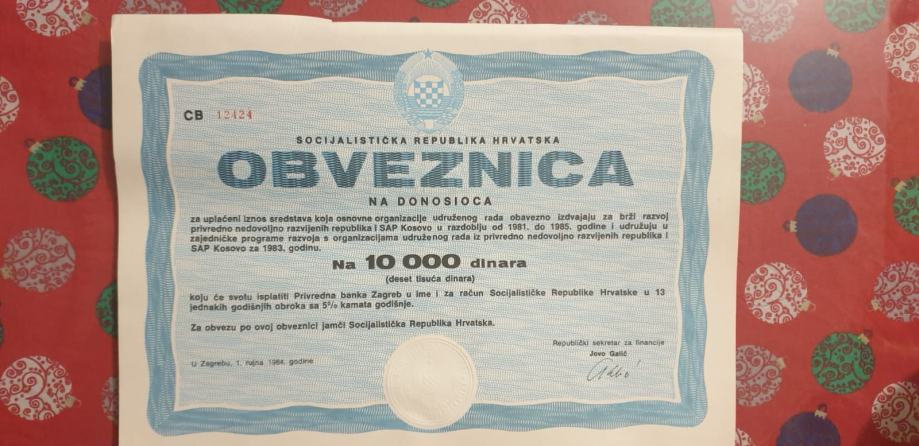 CB 12424
SOCIJALISTIČKA REPUBLIKA HRVATSKA
OBVEZNICA
NA DONOSIOCA
za uplaćeni iznos sredstava koja osnovne organizacije udruženog rada obavezno izdvajaju za brži razvoj
privredno nedovoljno razvijenih republika i SAP Kosovo u razdoblju od 1981. do 1985. godine i udružuju u
zajedničke programe razvoja s organizacijama udruženog rada iz privredno nedovoljno razvijenih republika i
SAP Kosovo za 1983. godinu.
Na 10 000 dinara
(deset tisuća dinara)
koju će svotu isplatiti Privredna banka Zagreb u ime i za račun Socijalističke Republike Hrvatske u 13
jednakih godišnjih obroka sa 5% kamata godišnje.
Za obvezu po ovoj obveznici jamči Socijalistička Republika Hrvatska.
Republički sekretar za financije
Jovo Galić
U Zagrebu, 1. rujna 1984. godine